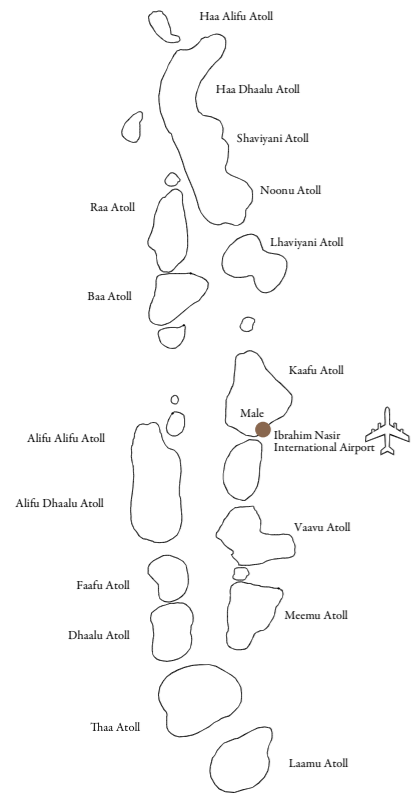 Haa Alifu Atoll
Haa Dhaalu Atoll
Shaviyani Atoll
Noonu Atoll
Raa Atoll
Lhaviyani Atoll
Baa Atoll
Kaafu Atoll
Male
Ibrahim Nasir
International Airport
Alifu Alifu Atoll
Alifu Dhaalu Atoll
Vaavu Atoll
Faafu Atoll
Meemu Atoll
Dhaalu Atoll
Thaa Atoll
Laamu Atoll